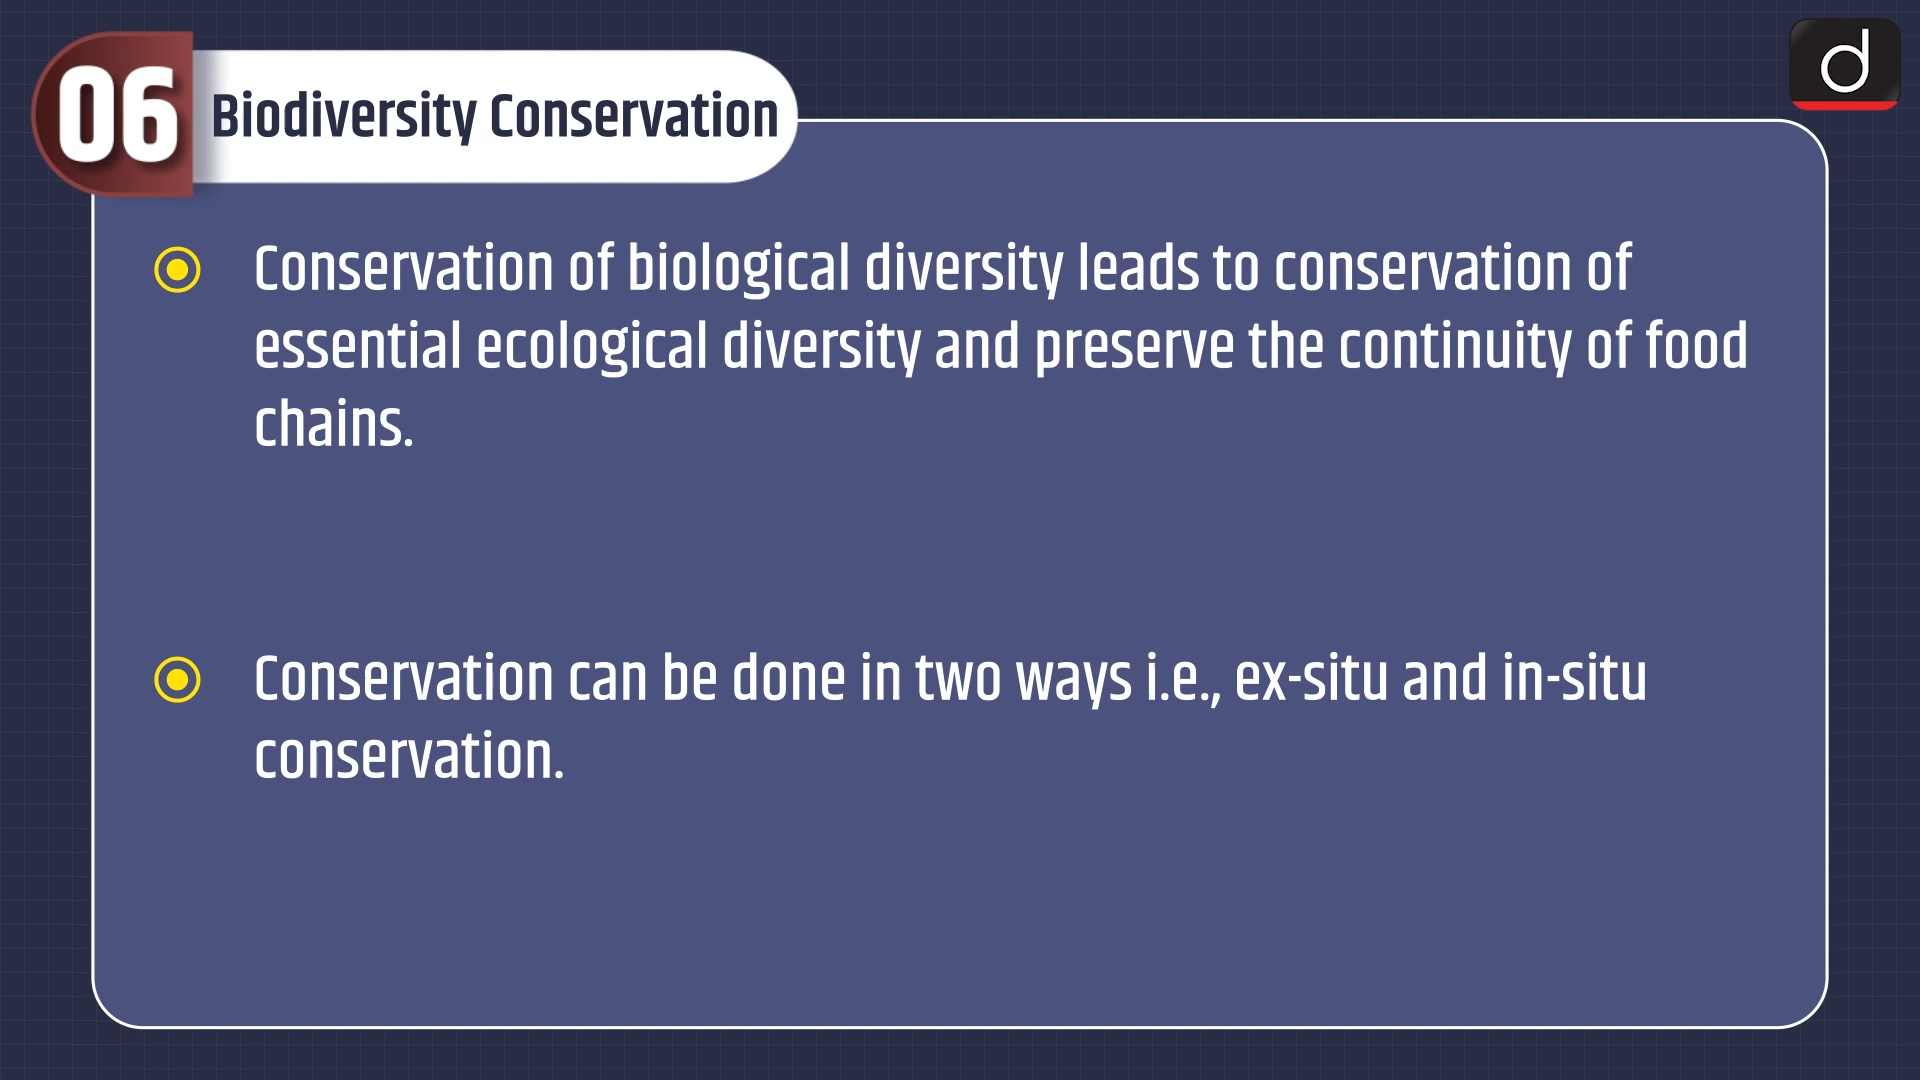 06
Biodiversity Conservation
d
Conservation of biological diversity leads to conservation of
essential ecological diversity and preserve the continuity of food
chains.
Conservation can be done in two ways i.e., ex-situ and in-situ
conservation.